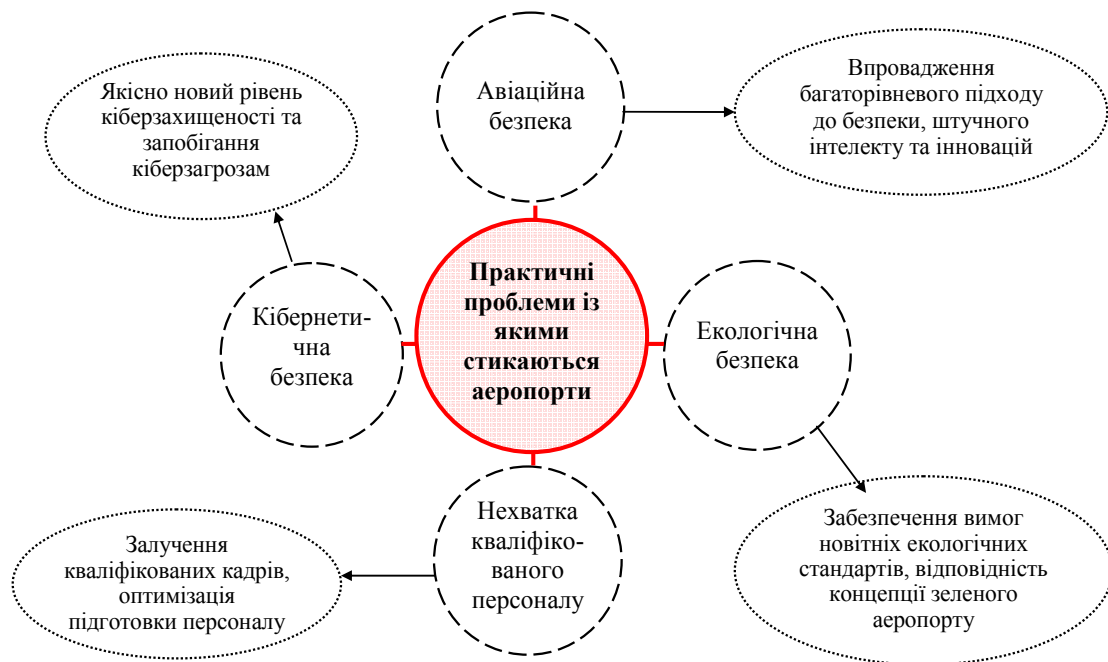 Авіаційна
безпека
Впровадження
багаторівневого підходу
до безпеки, штучного
інтелекту та інновацій
Якісно новий рівень
кіберзахищеності та
запобігання
кіберзагрозам
Практичні
проблеми із
якими
стикаються
аеропорти
Кібернети-
чна
безпека
Екологічна
безпека
Нехватка
кваліфіко-
ваного
персоналу
Залучення
кваліфікованих кадрів,
оптимізація
підготовки персоналу
Забезпечення вимог
новітніх екологічних
стандартів, відповідність
концепції зеленого
аеропорту